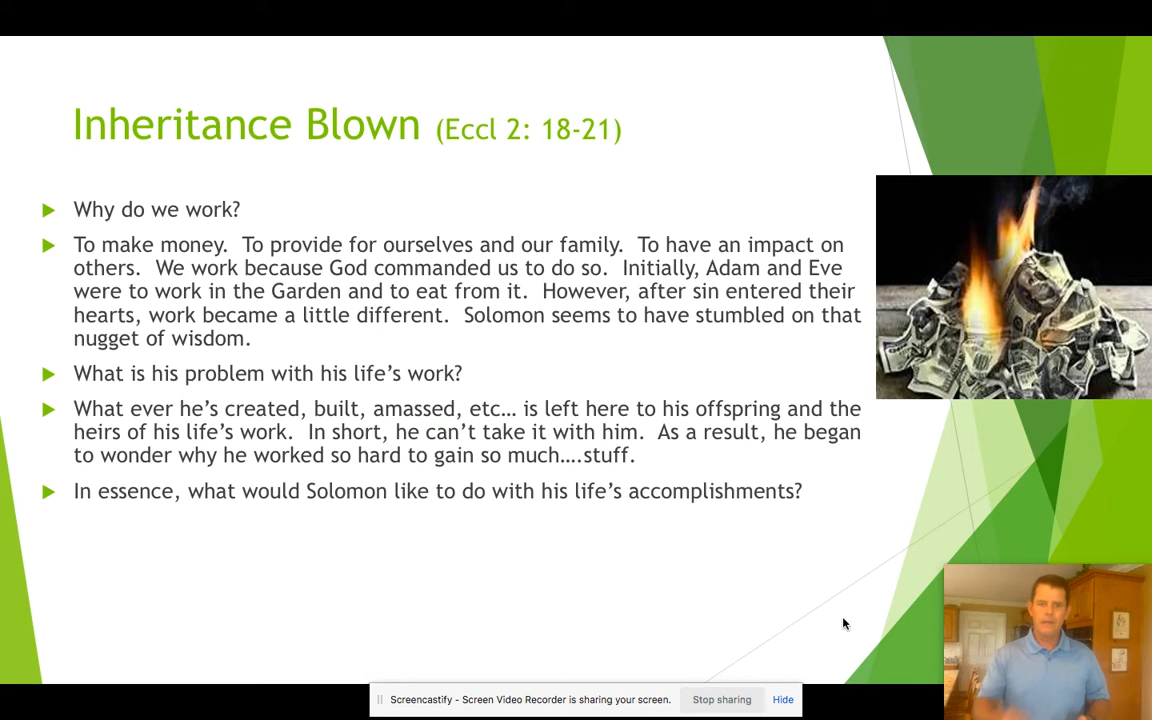 Inheritance Blown (Eccl 2: 18-21)
Why do we work?
To make money. To provide for ourselves and our family. To have an impact on
others. We work because God commanded us to do so. Initially, Adam and Eve
were to work in the Garden and to eat from it. However, after sin entered their
hearts, work became a little different. Solomon seems to have stumbled on that
nugget of wisdom.
What is his problem with his life’s work?
What ever he’s created, built, amassed, etc… is left here to his offspring and the
heirs of his life’s work. In short, he can’t take it with him. As a result, he began
to wonder why he worked so hard to gain so much….stuff.
In essence, what would Solomon like to do with his life’s accomplishments?
Screencastify - Screen Video Recorder is sharing your screen. Stop sharing Hide